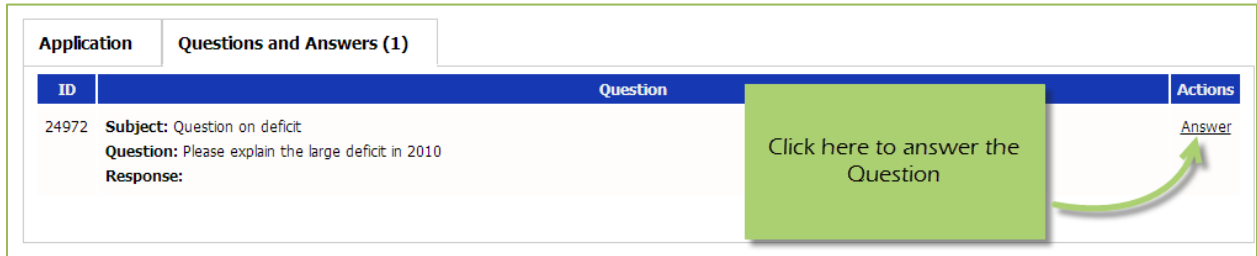 Application Questions and Answers (1)
ID Question Actions
24972 Subject: Question on deficit Answer
Question: Please explain the large deficit in 2010
Response:
Click here to answer the
Question